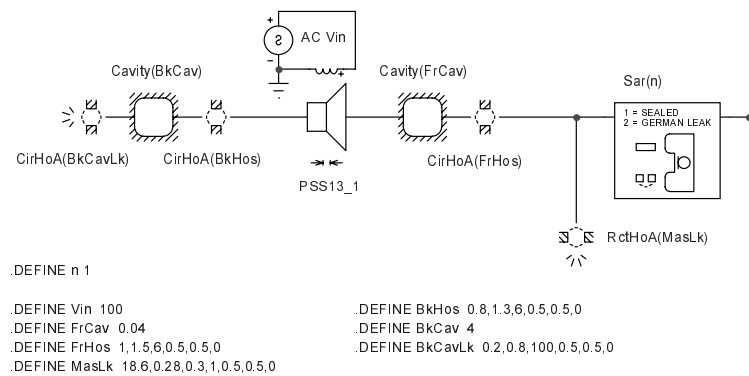 AC Vin
Cavity(BkCav)
Cavity(FrCav)
Sar(n)
1 = SEALED
2 = GERMAN LEAK
CirHoA(BkCavLk)
CirHoA(BkHos)
CirHoA(FrHos)
PSS13_1
RctHoA(MasLk)
.DEFINE n 1
.DEFINE Vin 100
.DEFINE FrCav 0.04
.DEFINE FrHos 1,1.5,6,0.5,0.5,0
.DEFINE MasLk 18.6,0.28,0.3,1,0.5,0.5,0
.DEFINE BkHos 0.8,1.3,6,0.5,0.5,0
.DEFINE BkCav 4
.DEFINE BkCavLk 0.2,0.8,100,0.5,0.5,0